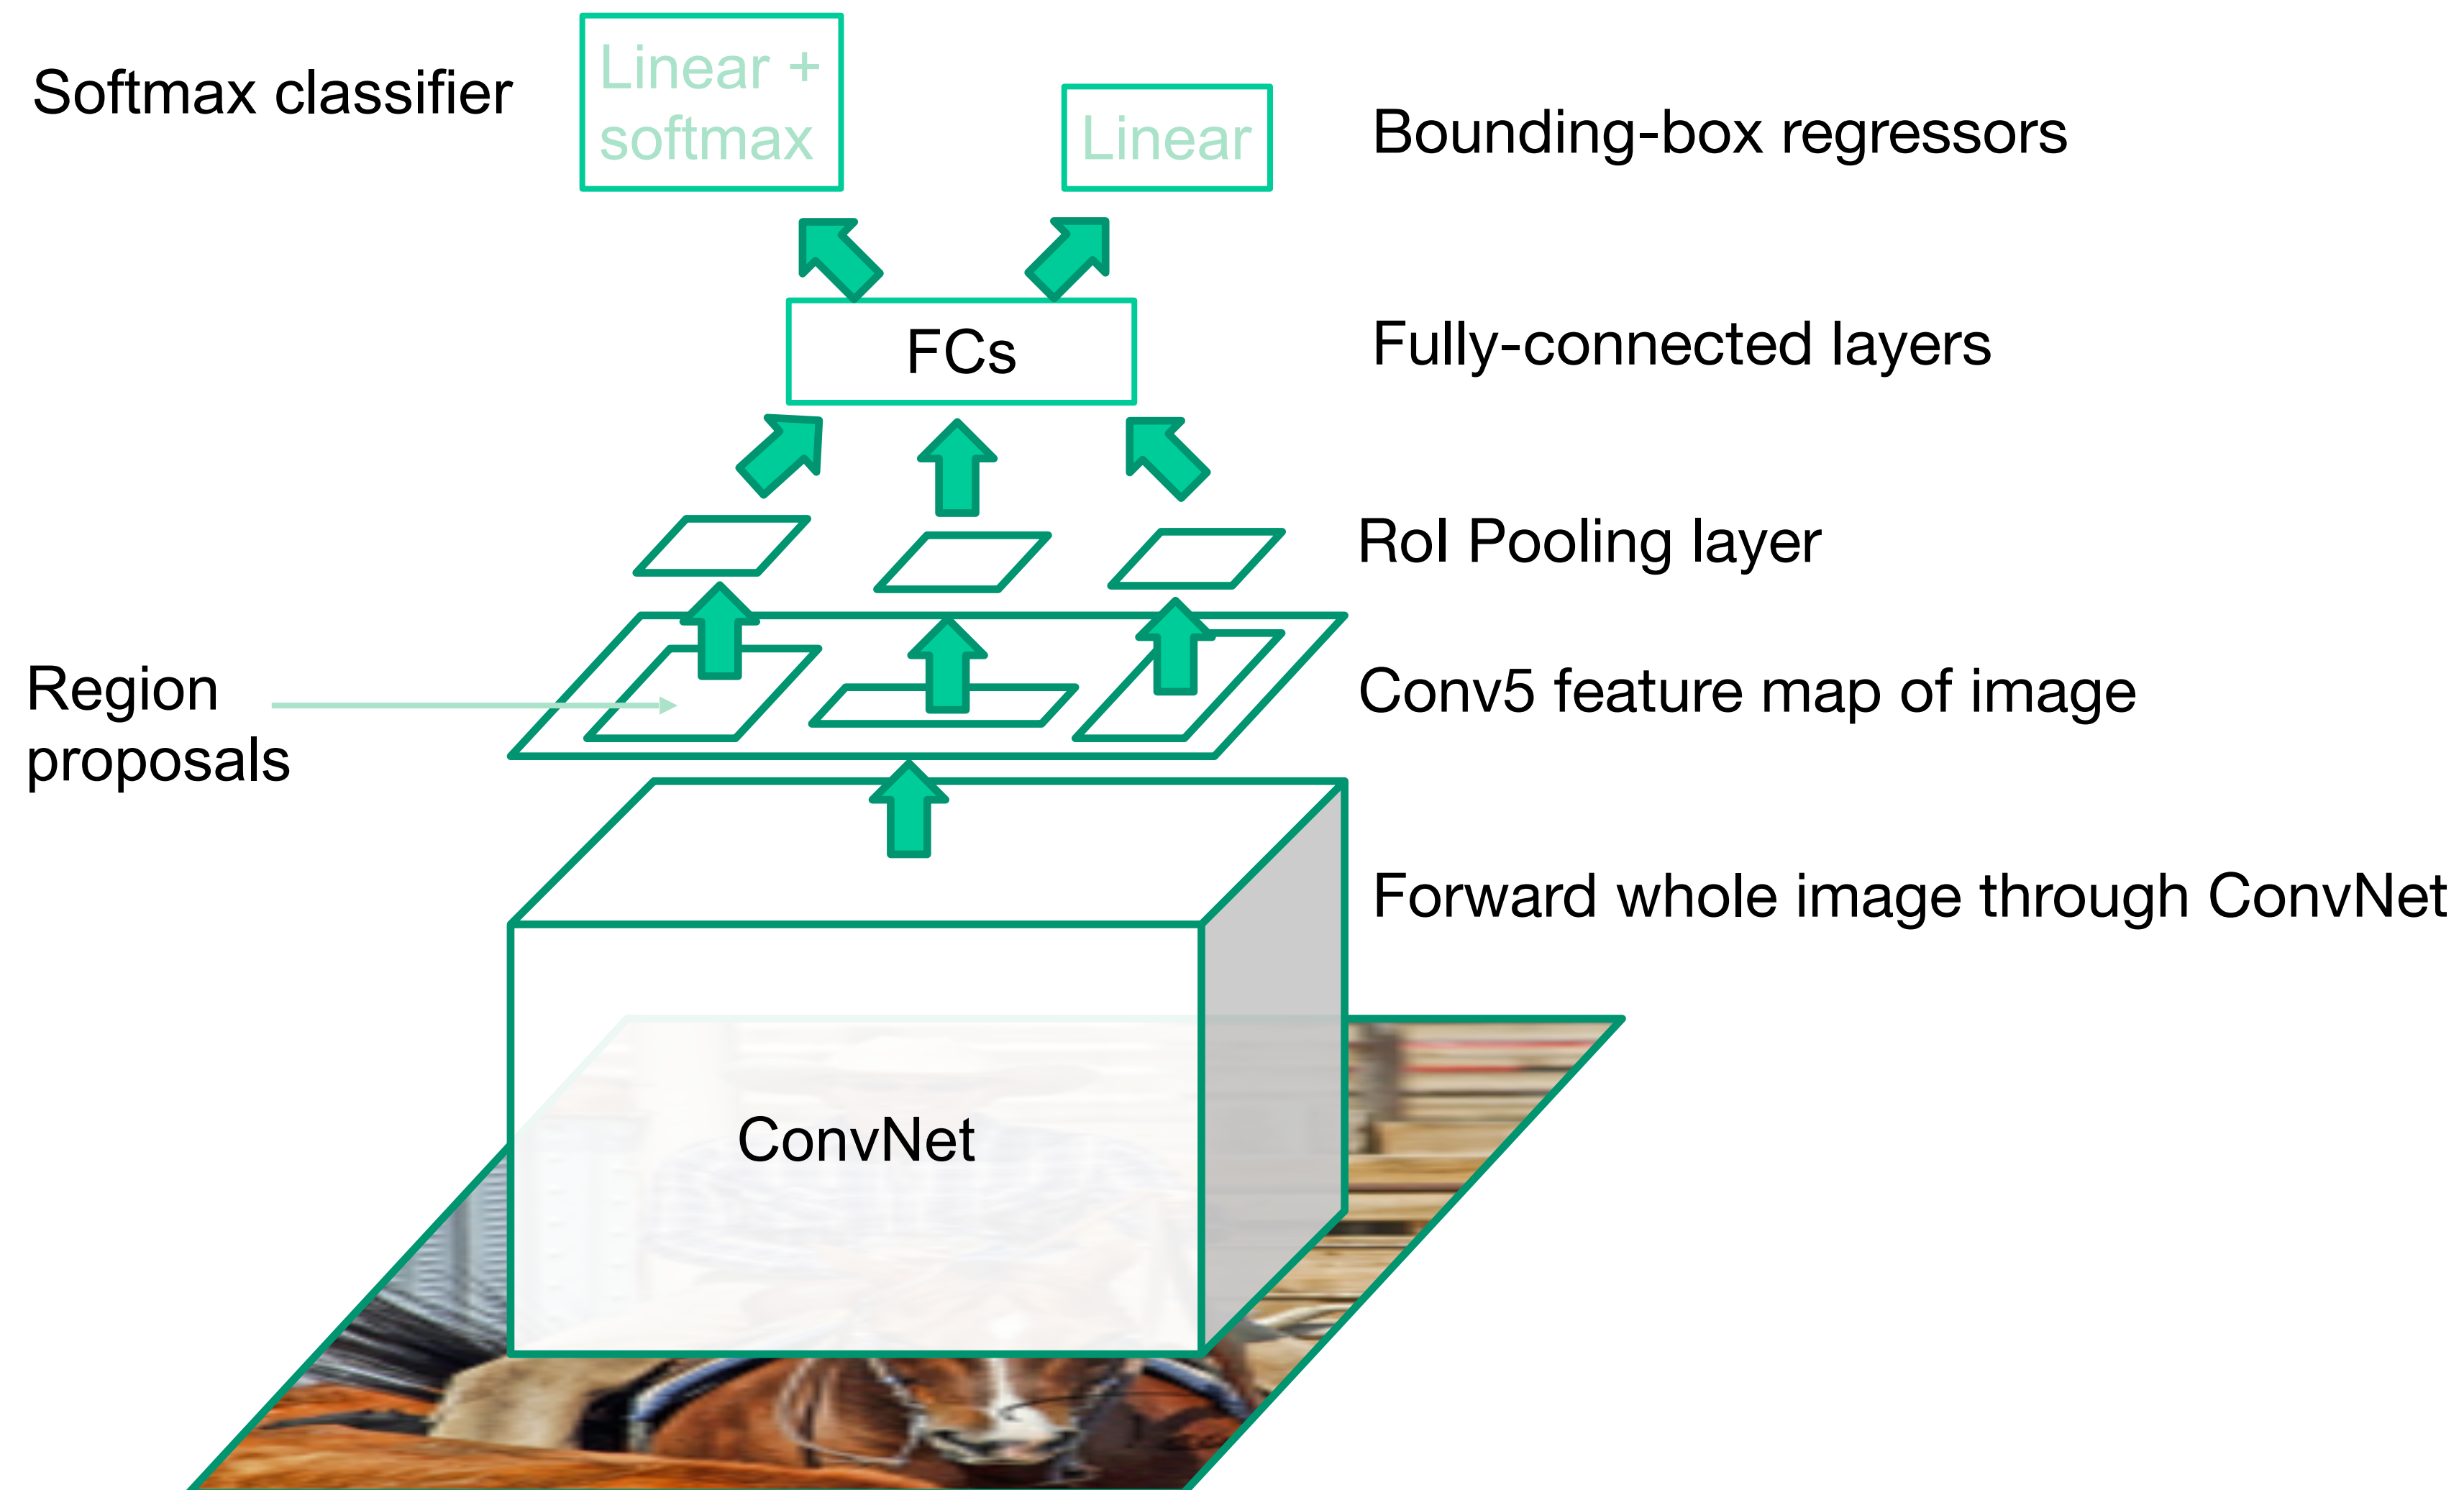 Softmax classifier
Linear +
softmax
Linear
Bounding-box regressors
FCs
Fully-connected layers
RoI Pooling layer
Region
proposals
Conv5 feature map of image
Forward whole image through ConvNet
ConvNet